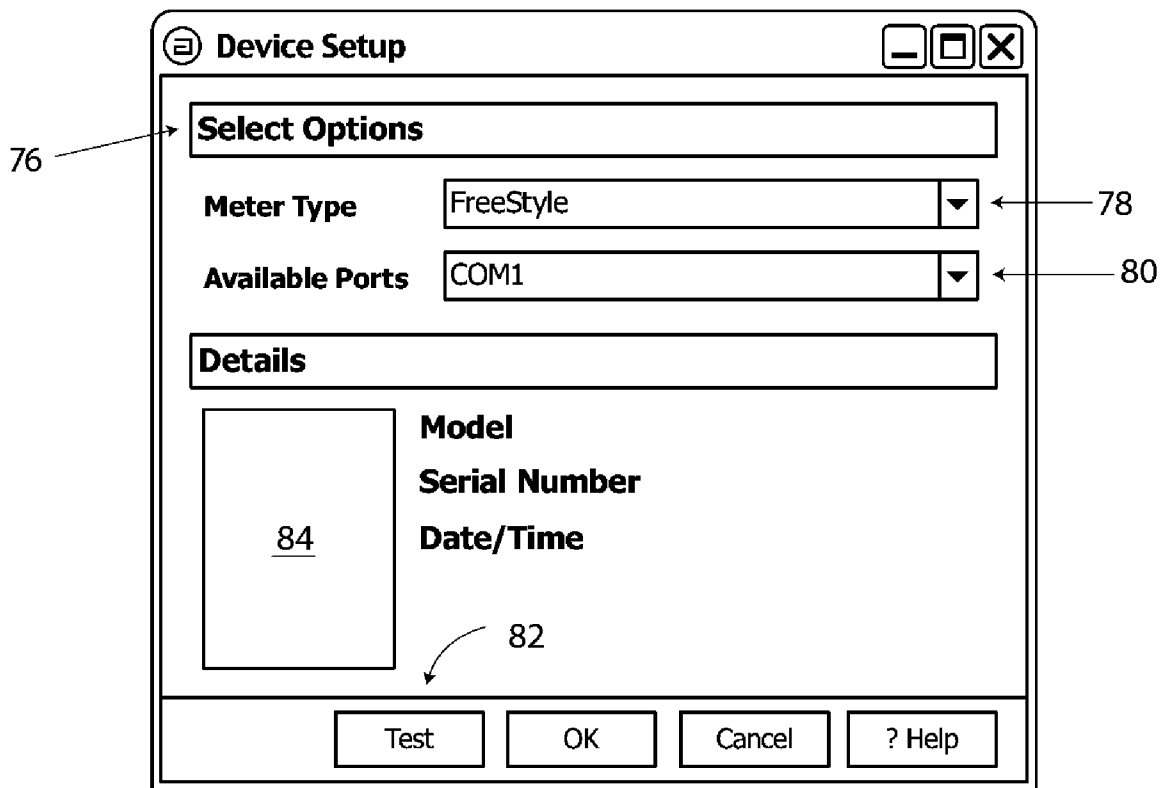 Device Setup
Select Options
76
Meter Type FreeStyle
78
Available Ports COM1
80
Details
84
Model
Serial Number
Date/Time
82
Test OK Cancel ? Help